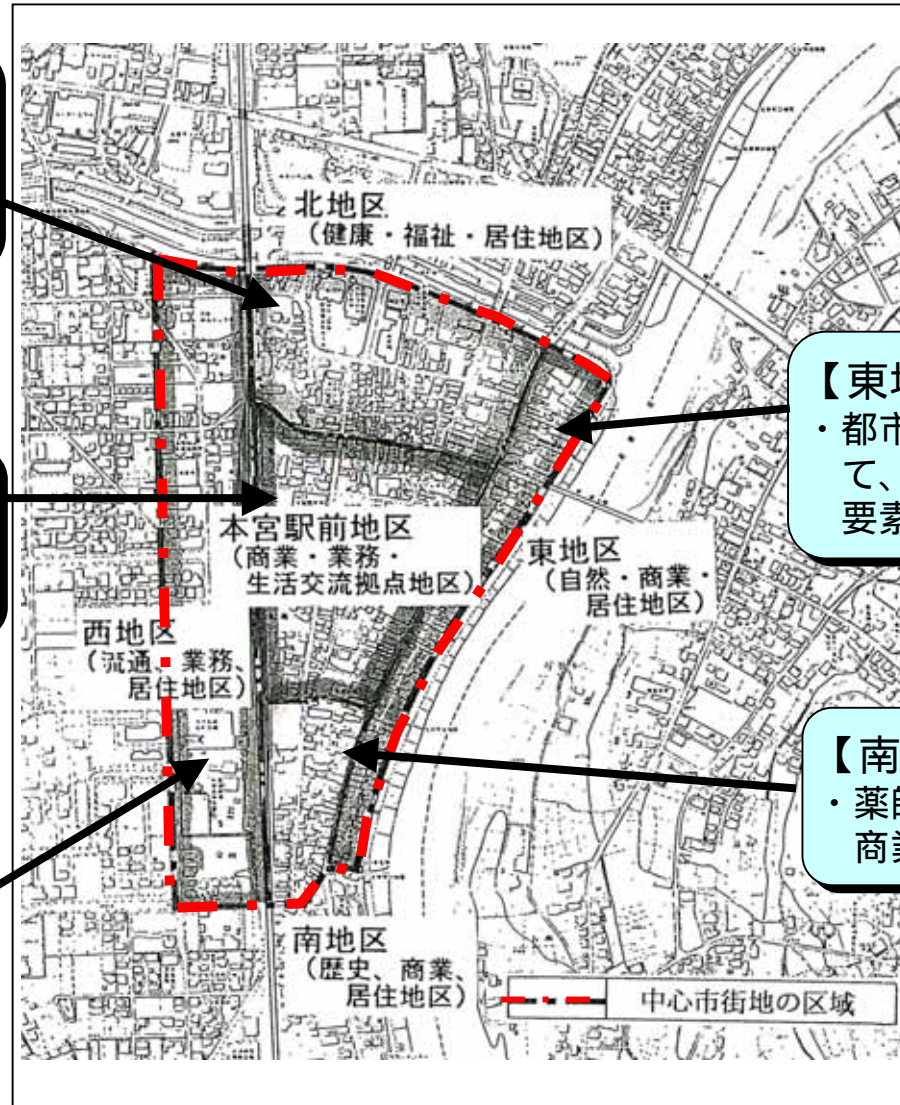 北地区
（健康・福祉・居住地区）
【東地
・都市
て、
要素
本宮駅前地区
（商業・業務・
生活交流拠点地区）
東地区
（自然・商業・
居住地区）
西地区
（流通、業務、
居住地区）
【南
・薬師
商業
南地区
（歴史、商業、
居住地区）
中心市街地の区域